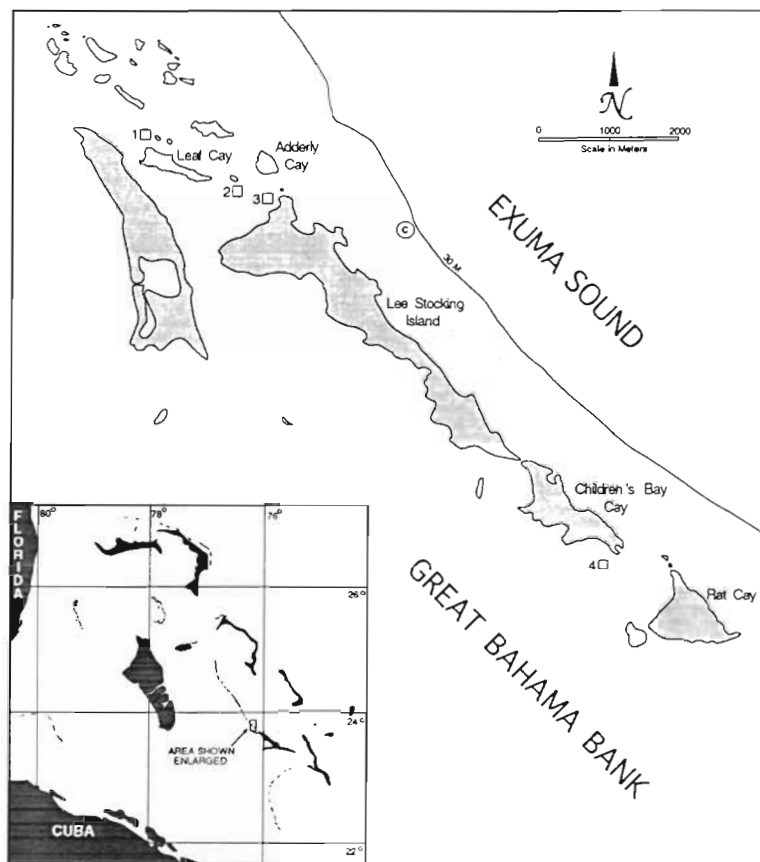 N
0 1000 2000
Scale in Meters
1
Leaf Cay
Adderly
Cay
2
3
C
30 M
EXUMA SOUND
Lee Stocking
Island
Children's Bay
Cay
4
Rat Cay
GREAT BAHAMA BANK
80° 78° 76°
FLORIDA
26°
24°
AREA SHOWN
ENLARGED
CUBA
22°